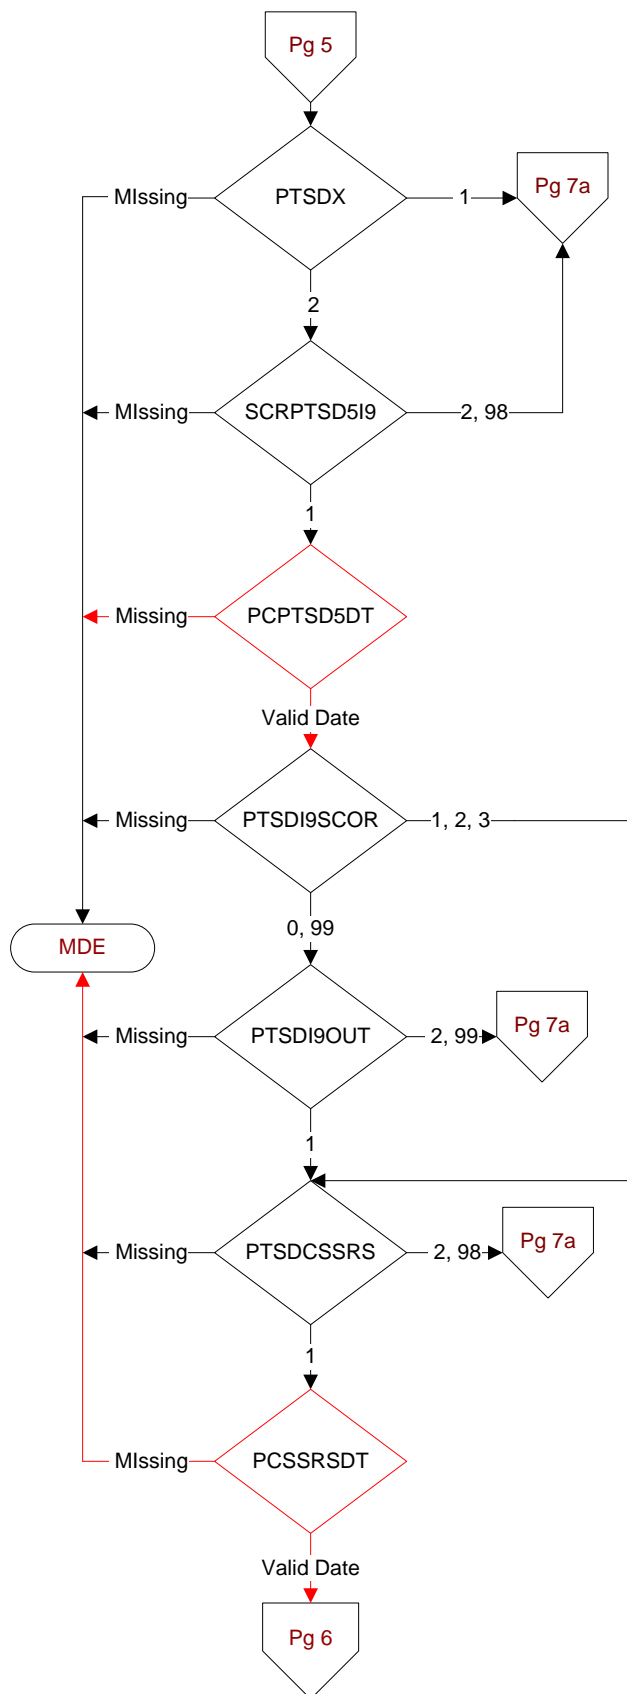 Pg 5
MIssing
PTSDX
1
Pg 7a
2
MIssing
SCRPTSD5I9
2, 98
1
Missing
PCPTSD5DT
Valid Date
Missing
PTSDI9SCOR
1, 2, 3
0, 99
MDE
Missing
PTSDI9OUT
2, 99
Pg 7a
1
Missing
PTSDCSSRS
2, 98
Pg 7a
1
MIssing
PCSSRSDT
Valid Date
Pg 6